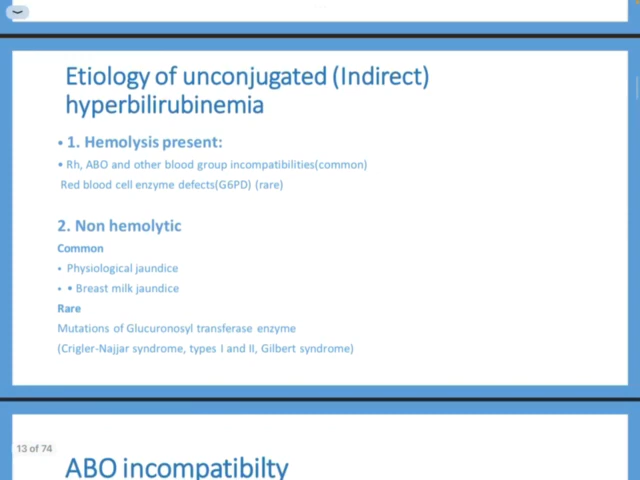 Etiology of unconjugated (Indirect)
hyperbilirubinemia
• 1. Hemolysis present:
• Rh, ABO and other blood group incompatibilities(common)
Red blood cell enzyme defects(G6PD) (rare)
2. Non hemolytic
Common
• Physiological jaundice
• • Breast milk jaundice
Rare
Mutations of Glucuronosyl transferase enzyme
(Crigler-Najjar syndrome, types I and II, Gilbert syndrome)
13 of 74
ABO incompatibilty